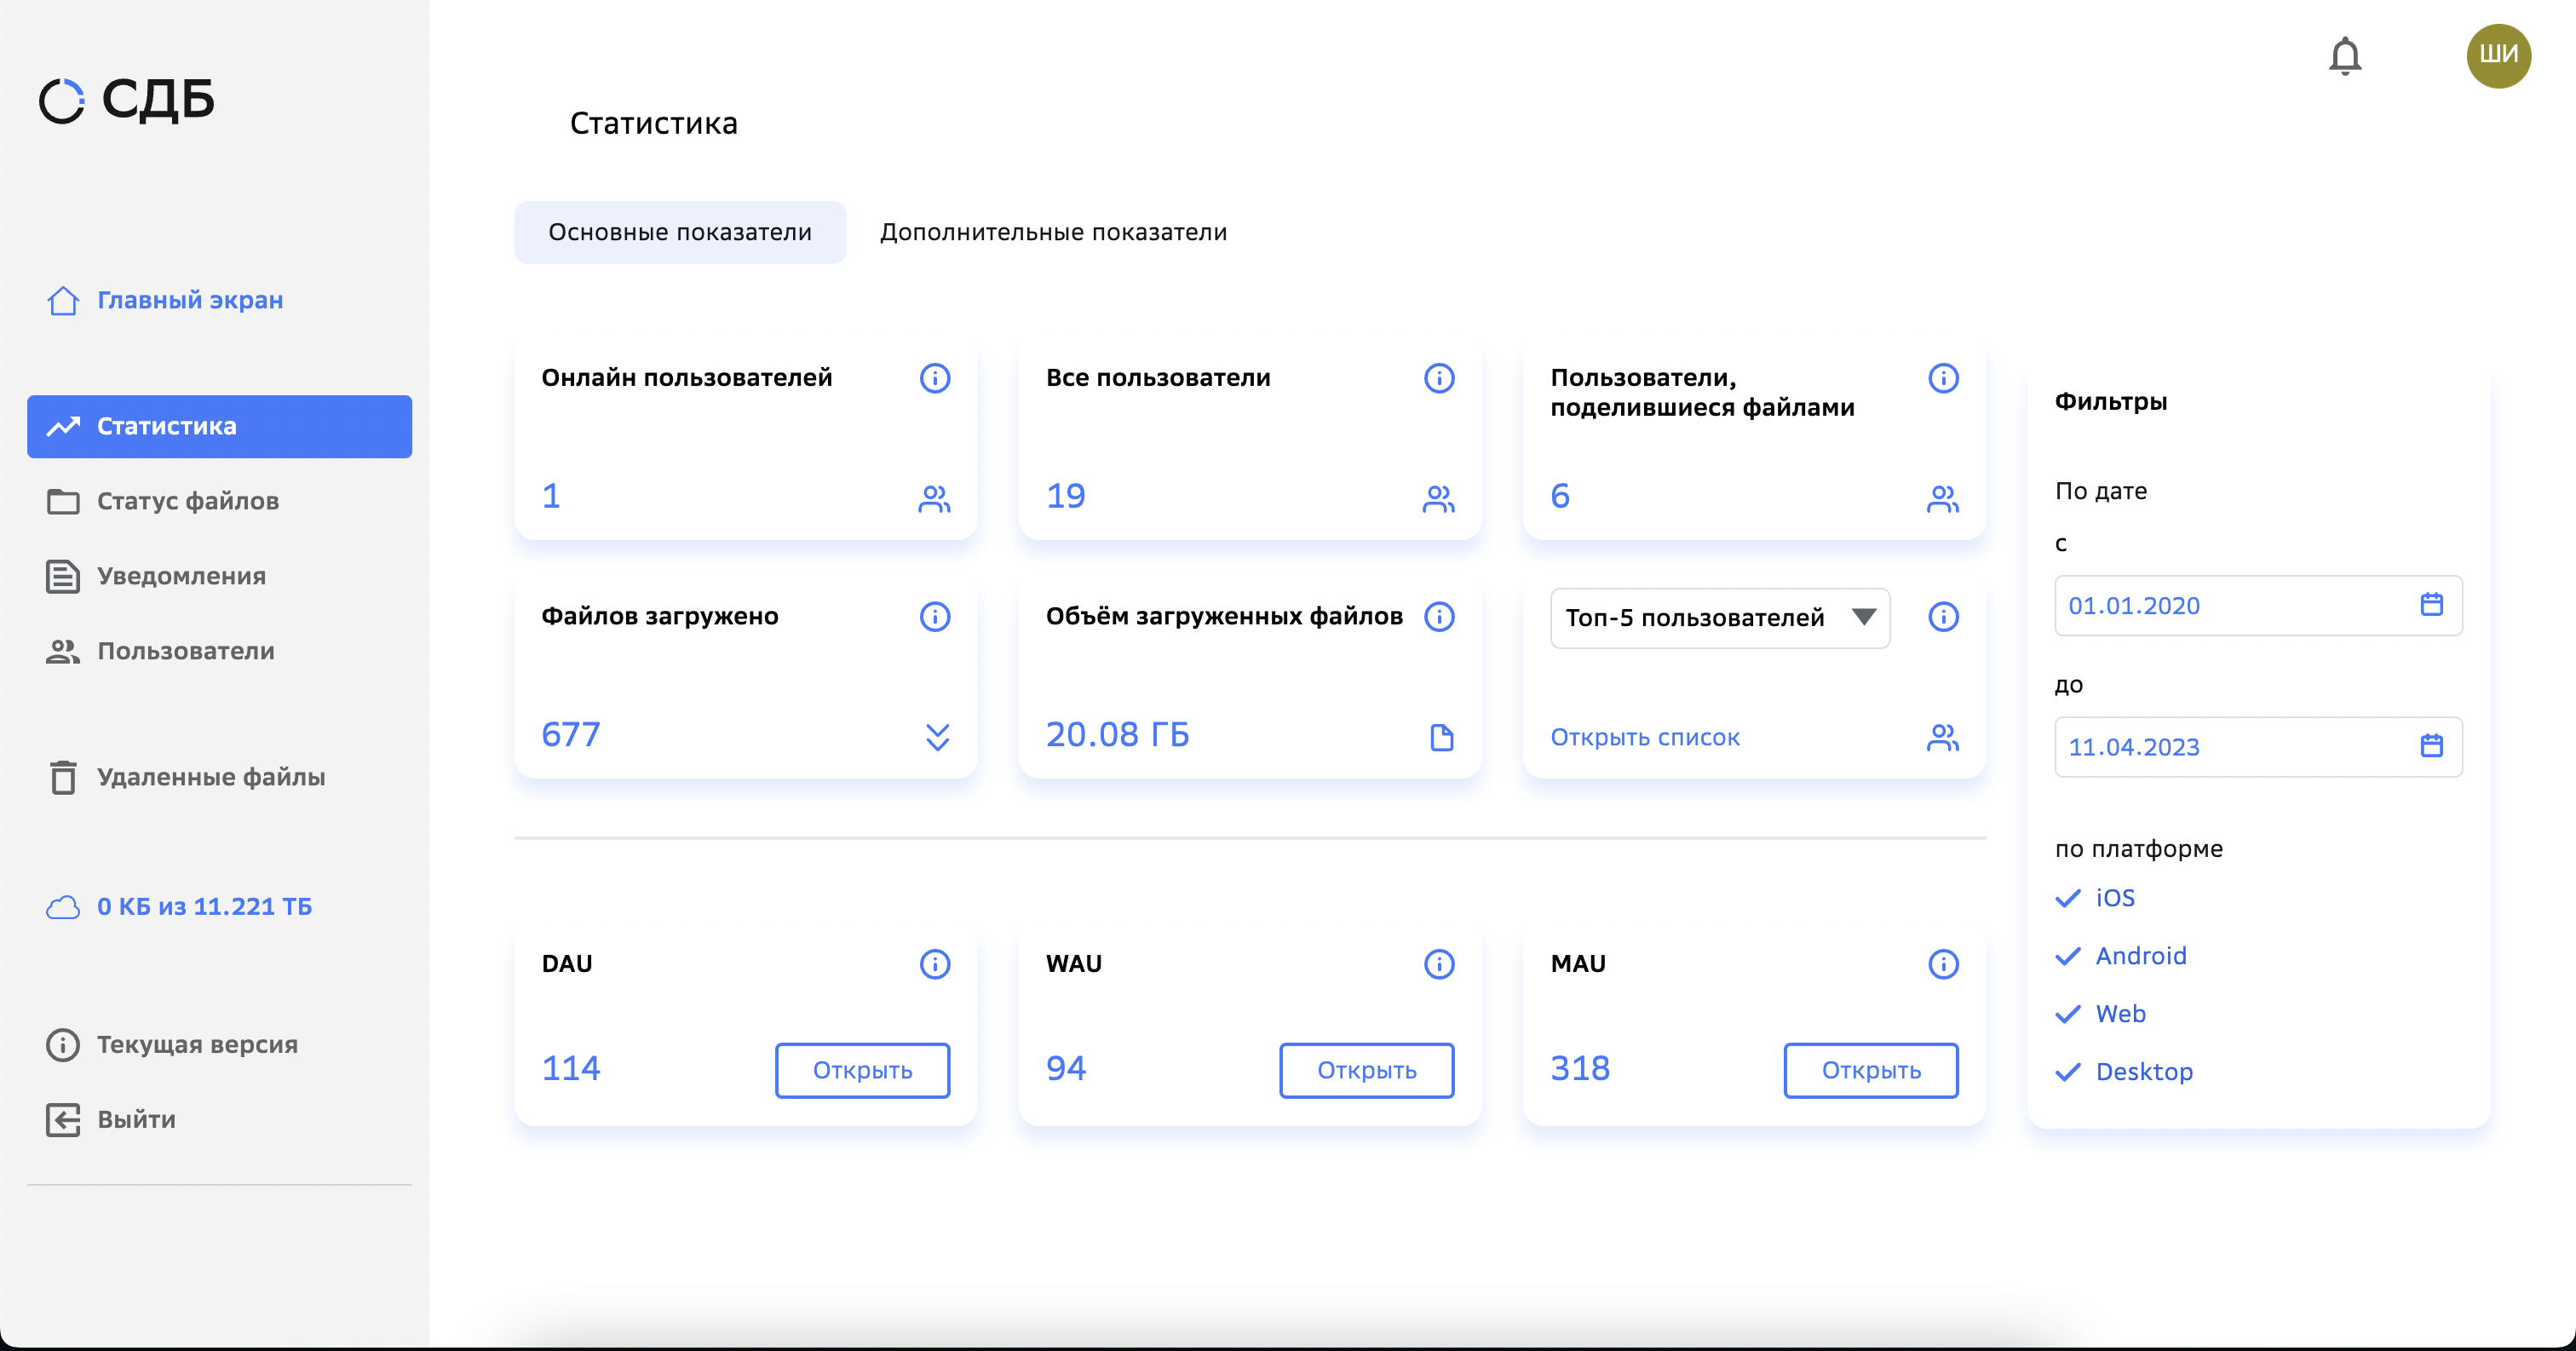 СДБ
Главный экран
Статистика
Статус файлов
Уведомления
Пользователи
Удаленные файлы
0 КБ из 11.221 ТБ
Текущая версия
Выйти
ШИ
Статистика
Основные показатели
Дополнительные показатели
Онлайн пользователей
1
Все пользователи
19
Пользователи,
поделившиеся файлами
6
Файлов загружено
677
Объём загруженных файлов
20.08 ГБ
Топ-5 пользователей
Открыть список
DAU
114
Открыть
WAU
94
Открыть
MAU
318
Открыть
Фильтры
По дате
с
01.01.2020
до
11.04.2023
по платформе
iOS
Android
Web
Desktop